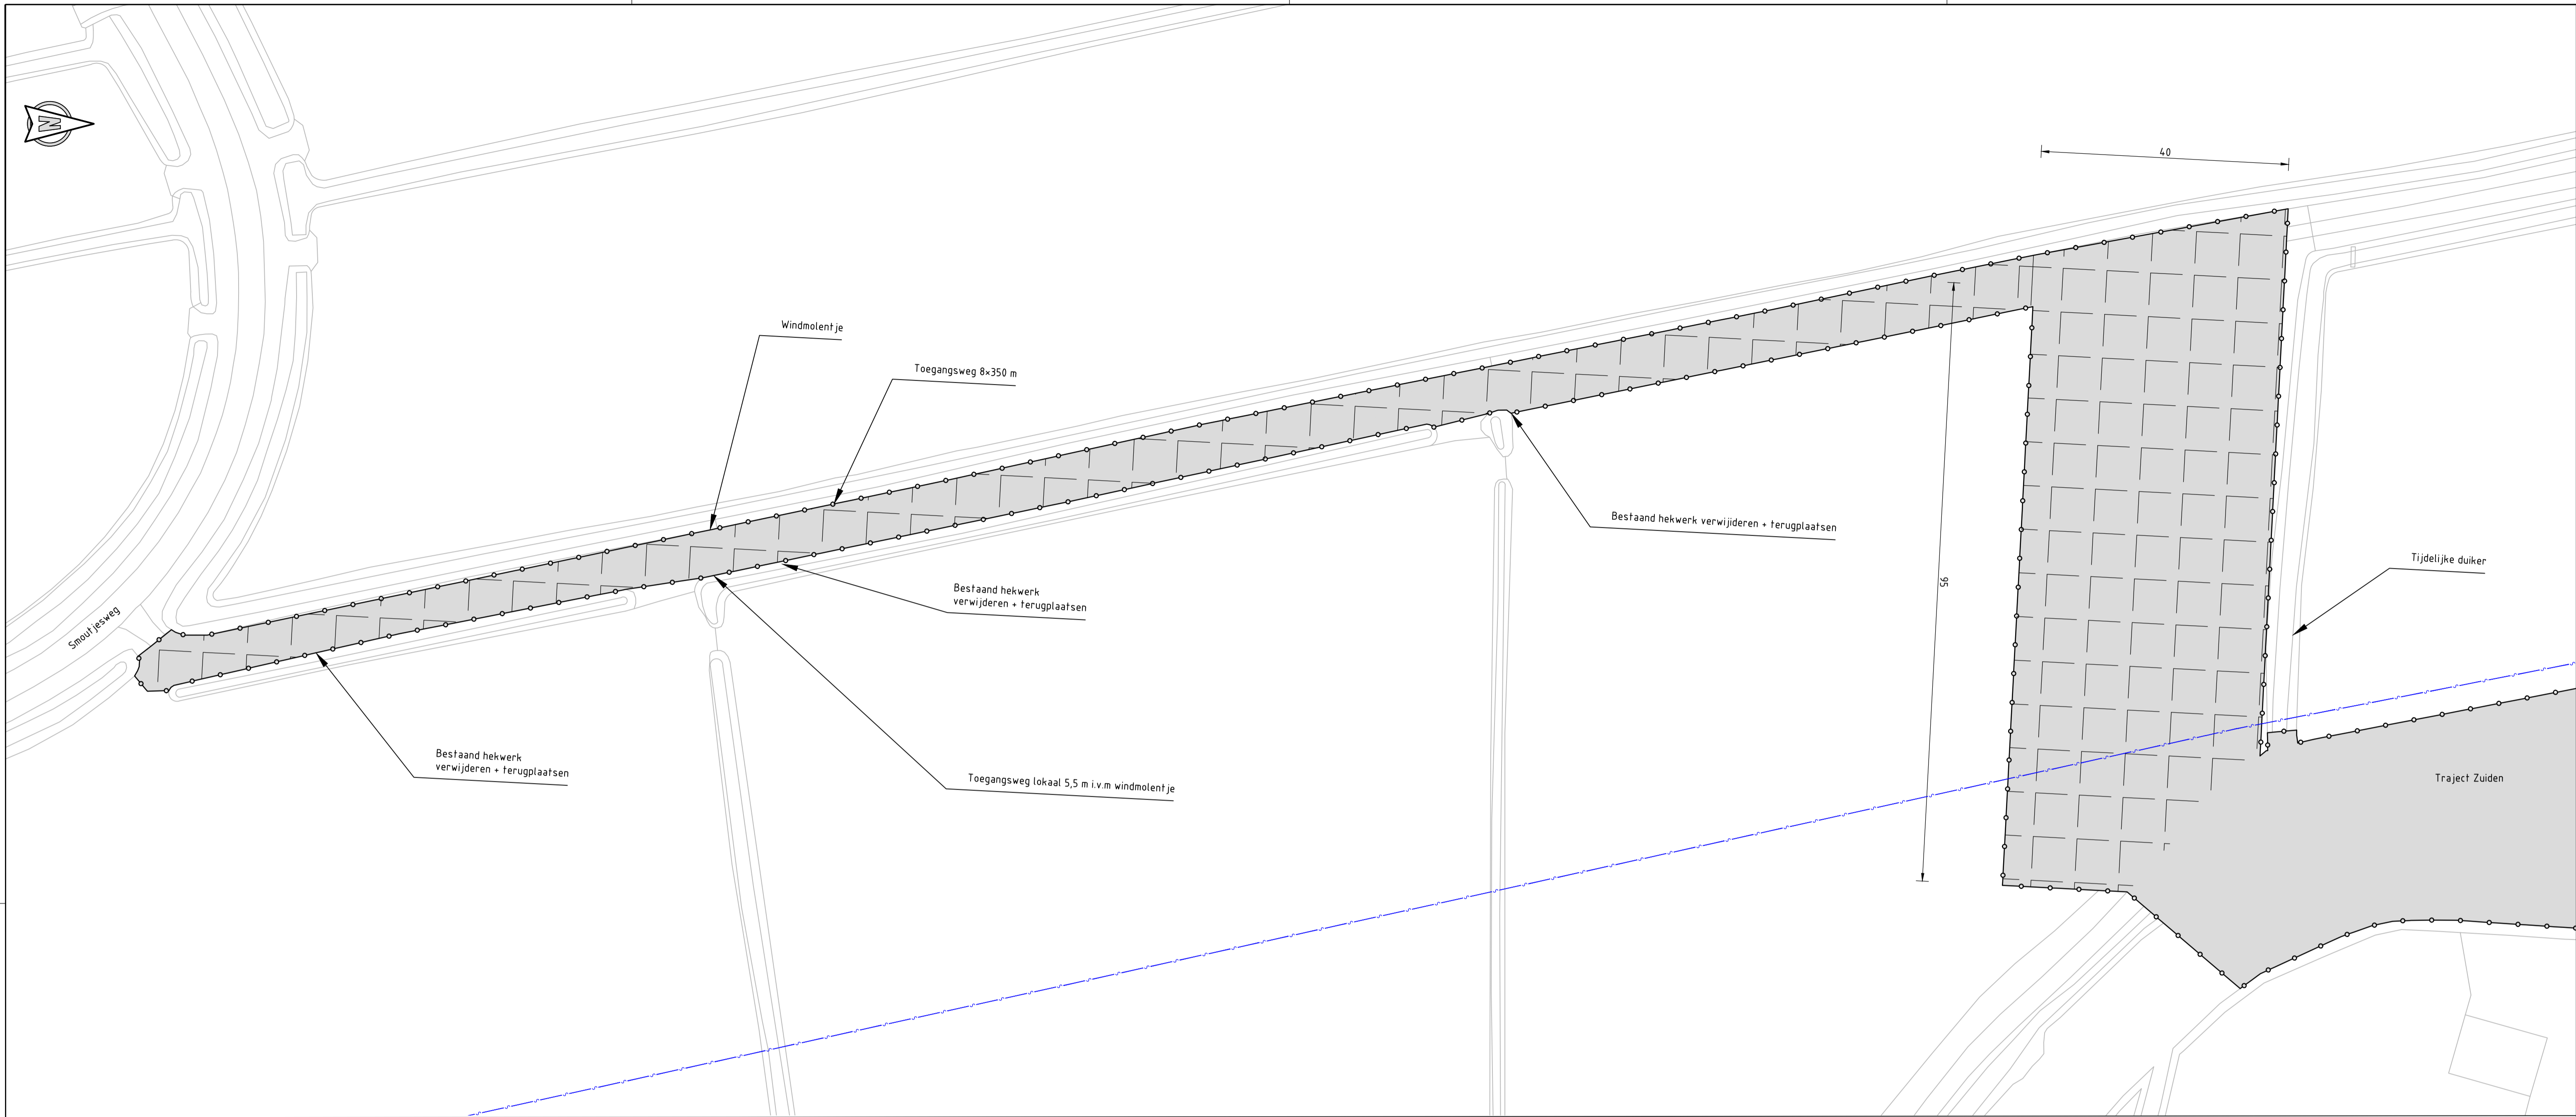 N
40
Windmolentje
Toegangsweg 8×350 m
Bestaand hekwerk verwijideren + terugplaatsen
Tijdelijke duiker
95
Bestaand hekwerk
verwijderen + terugplaatsen
Smoutjesweg
Bestaand hekwerk
verwijderen + terugplaatsen
Toegangsweg lokaal 5,5 m i.v.m windmolentje
Traject Zuiden